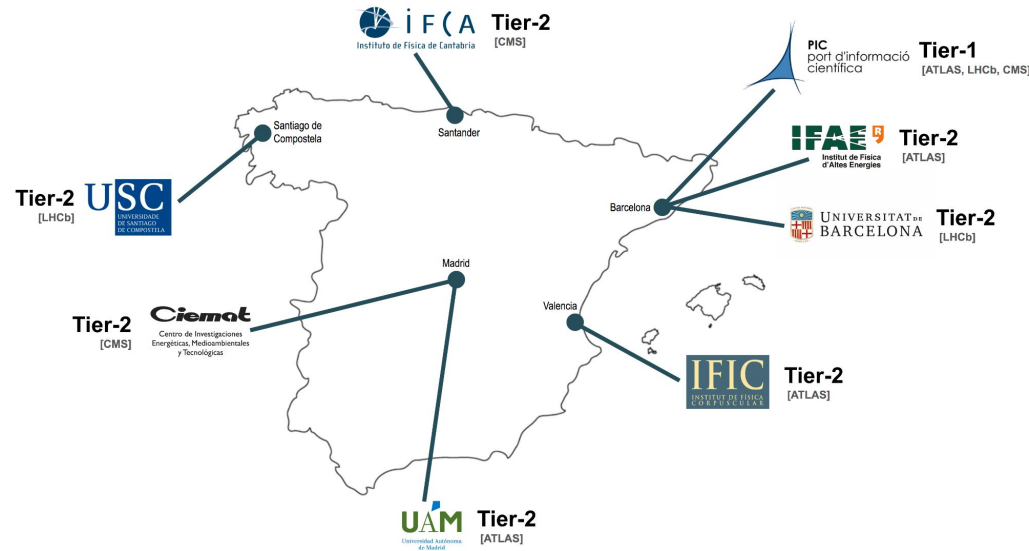 iF(A
Instituto de Física de Cantabria
Tier-2
[CMS]
PIC
port d'informació
científica
Tier-1
[ATLAS, LHCb, CMS]
Santiago de
Compostela
Santander
IFAE R
Institut de Física
d'Altes Energies
Tier-2
[ATLAS]
Tier-2
[LHCb]
USC
UNIVERSIDADE
DE SANTIAGO
DE COMPOSTELA
Barcelona
UNIVERSITAT DE
BARCELONA
Tier-2
[LHCb]
Madrid
Valencia
Tier-2
[CMS]
Ciemat
Centro de Investigaciones
Energéticas, Medioambientales
y Tecnológicas
IFIC
INSTITUT DE FÍSICA
CORPUSCULAR
Tier-2
[ATLAS]
UAM
Universidad Autónoma
de Madrid
Tier-2
[ATLAS]